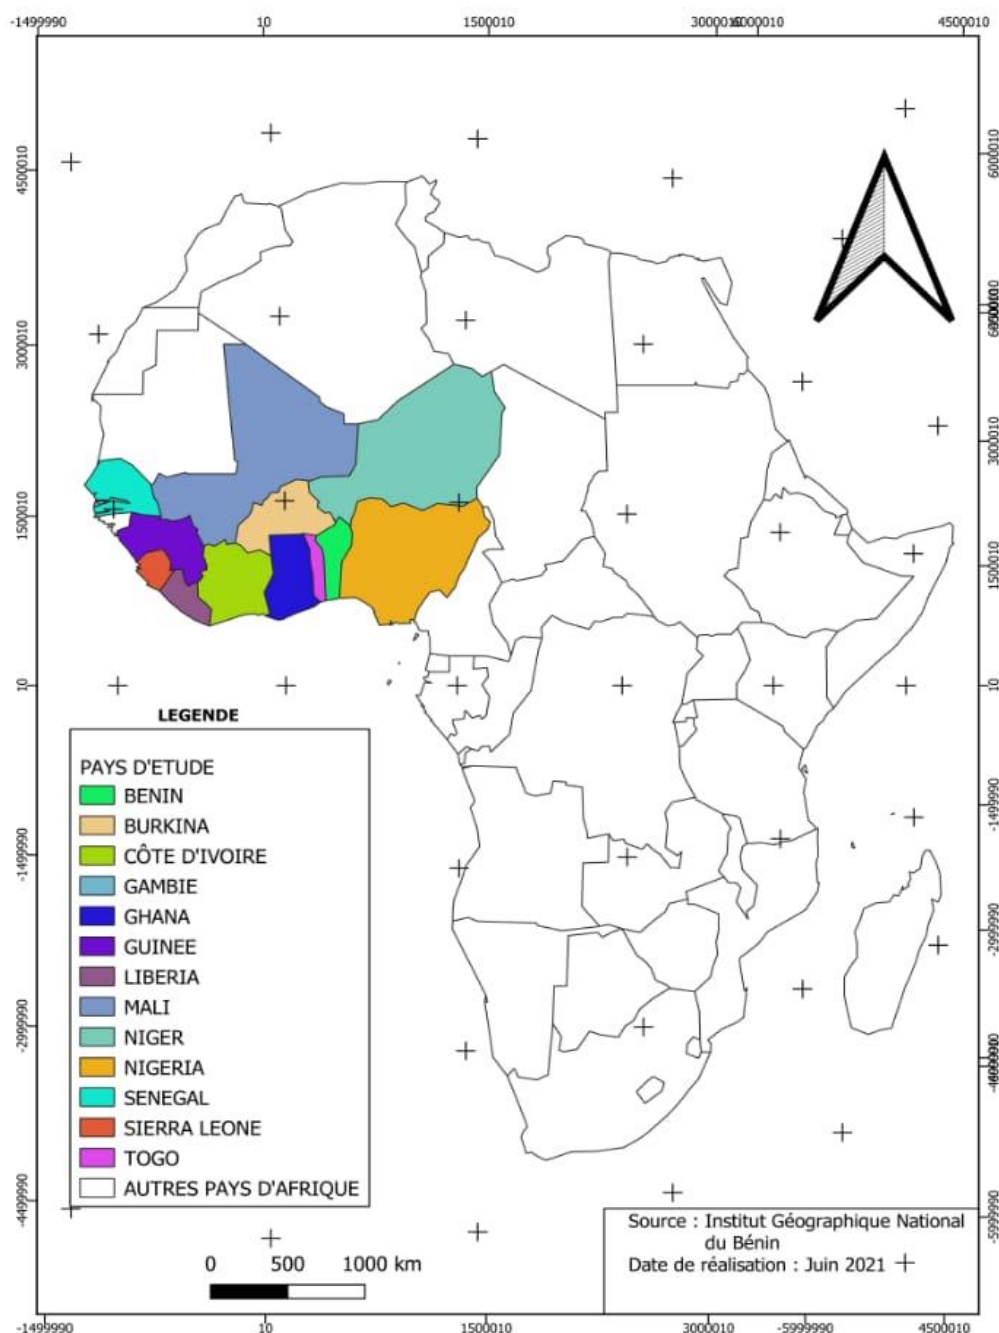 -1499990 10 1500010 3000010 6000010 4500010
4500010
3000010
1500010
10
-1499990
-2999990
-4499990
6000010
3000010
1500010
10
-1499990
-2999990
-5999990
LEGENDE
PAYS D'ETUDE
BENIN
BURKINA
CÔTE D'IVOIRE
GAMBIE
GHANA
GUINEE
LIBERIA
MALI
NIGER
NIGERIA
SENEGAL
SIERRA LEONE
TOGO
AUTRES PAYS D'AFRIQUE
0 500 1000 km
Source : Institut Géographique National
du Bénin
Date de réalisation : Juin 2021
-1499990 10 1500010 3000010 -5999990 4500010